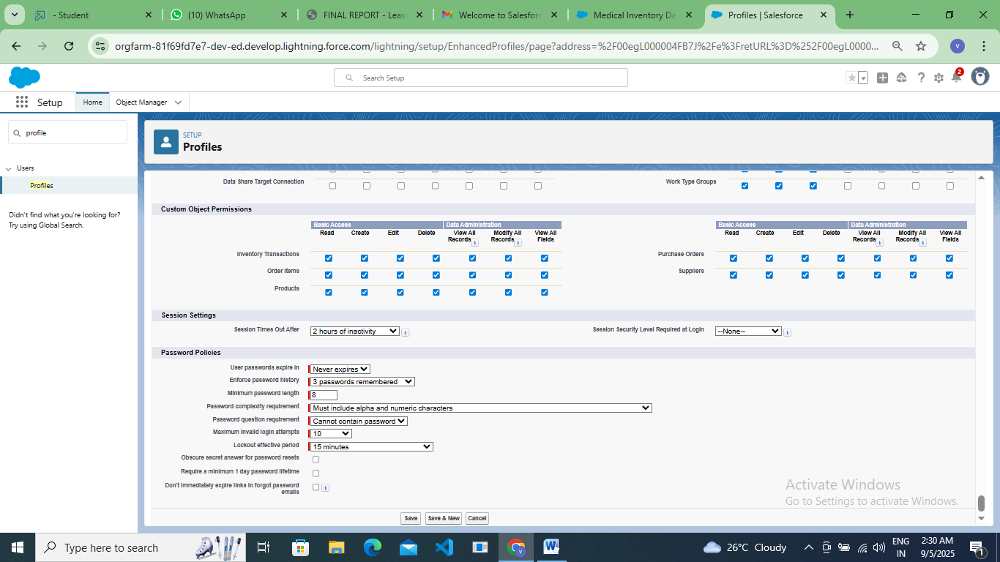 - Student
(10) WhatsApp
FINAL REPORT - Leas
Welcome to Salesforc
Medical Inventory Da
Profiles | Salesforce
orgfarm-81f69fd7e7-dev-ed.develop.lightning.force.com/lightning/setup/EnhancedProfiles/page?address=%2F00egL000004FB7J%2Fe%3FretURL%3D%252F00egL0000...
V
Search Setup
2
Setup
Home
Object Manager
profile
Users
Profiles
Didn't find what you're looking for?
Try using Global Search.
SETUP
Profiles
Data Share Target Connection
Work Type Groups
Custom Object Permissions
Basic Access Data Administration
Read Create Edit Delete View All Records Modify All Records View All Fields
Basic Access Data Administration
Read Create Edit Delete View All Records Modify All Records View All Fields
Inventory Transactions
Purchase Orders
Order Items
Suppliers
Products
Session Settings
Session Times Out After 2 hours of inactivity
Session Security Level Required at Login --None--
Password Policies
User passwords expire in Never expires
Enforce password history 3 passwords remembered
Minimum password length 8
Password complexity requirement Must include alpha and numeric characters
Password question requirement Cannot contain password
Maximum invalid login attempts 10
Lockout effective period 15 minutes
Obscure secret answer for password resets
Require a minimum 1 day password lifetime
Don't immediately expire links in forgot password
emails
Save Save & New Cancel
Activate Windows
Go to Settings to activate Windows.
Type here to search
26°C Cloudy
ENG
IN
2:30 AM
9/5/2025
1